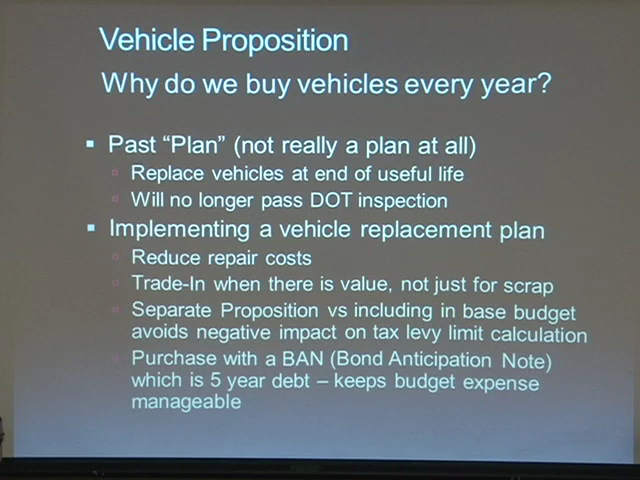 Vehicle Proposition
Why do we buy vehicles every year?
Past “Plan” (not really a plan at all)
Replace vehicles at end of useful life
Will no longer pass DOT inspection
Implementing a vehicle replacement plan
Reduce repair costs
Trade-In when there is value, not just for scrap
Separate Proposition vs including in base budget
avoids negative impact on tax levy limit calculation
Purchase with a BAN (Bond Anticipation Note)
which is 5 year debt – keeps budget expense
manageable